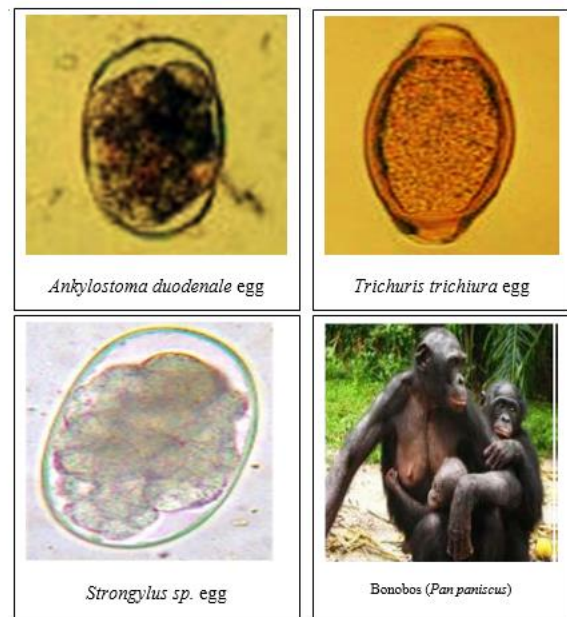 Ankylostoma duodenale egg
Trichuris trichiura egg
Strongylus sp. egg
Bonobos (Pan paniscus)